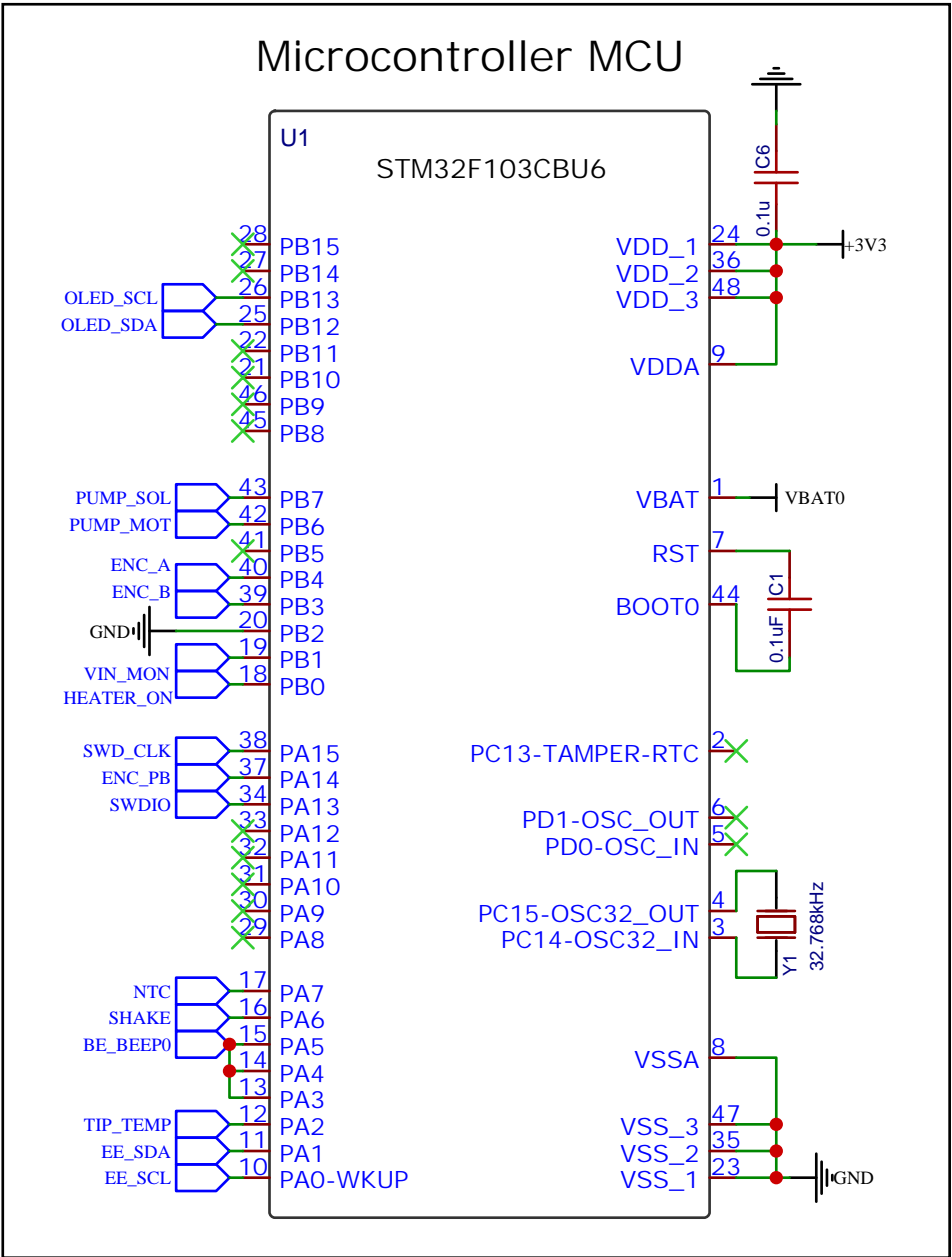 Microcontroller MCU
U1
STM32F103CBU6
C6
0.1u
28 PB15
27 PB14
OLED_SCL 26 PB13
OLED_SDA 25 PB12
22 PB11
21 PB10
46 PB9
45 PB8
VDD_1 24 +3V3
VDD_2 36
VDD_3 48
VDDA 9
PUMP_SOL 43 PB7
PUMP_MOT 42 PB6
41 PB5
ENC_A 40 PB4
ENC_B 39 PB3
GND 20 PB2
19 PB1
VIN_MON 18 PB0
HEATER_ON
VBAT 1 VBAT0
RST 7
BOOT0 44
C1
0.1uF
SWD_CLK 38 PA15
ENC_PB 37 PA14
SWDIO 34 PA13
33 PA12
32 PA11
31 PA10
30 PA9
29 PA8
PC13-TAMPER-RTC 2
PD1-OSC_OUT 6
PD0-OSC_IN 5
PC15-OSC32_OUT 4
PC14-OSC32_IN 3
Y1
32.768kHz
NTC 17 PA7
SHAKE 16 PA6
BE_BEEP0 15 PA5
14 PA4
13 PA3
TIP_TEMP 12 PA2
EE_SDA 11 PA1
EE_SCL 10 PA0-WKUP
VSSA 8
VSS_3 47
VSS_2 35
VSS_1 23 GND